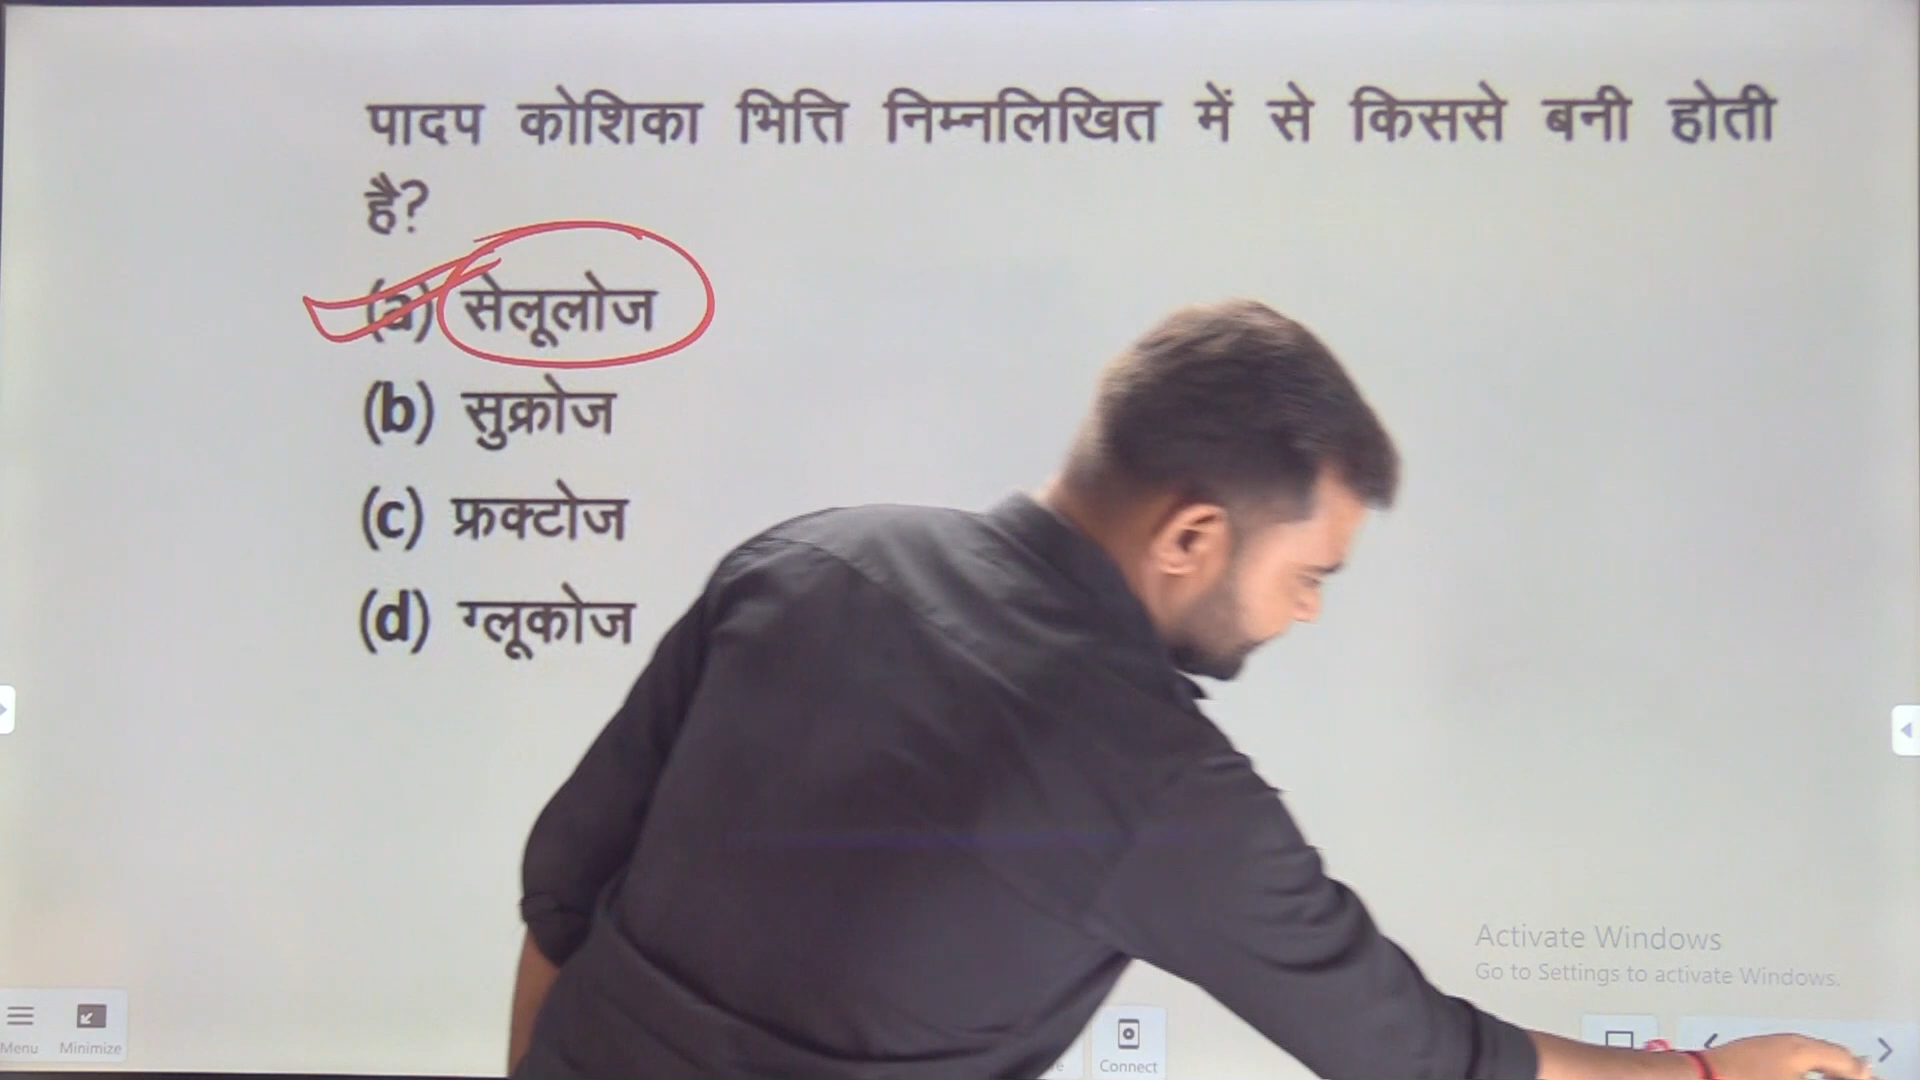 पादप कोशिका भित्ति निम्नलिखित में से किससे बनी होती
है?
(a) सेलूलोज
(b) सुक्रोज
(c) फ्रक्टोज
(d) ग्लूकोज
Activate Windows
Go to Settings to activate Windows.
Menu
Minimize
Connect